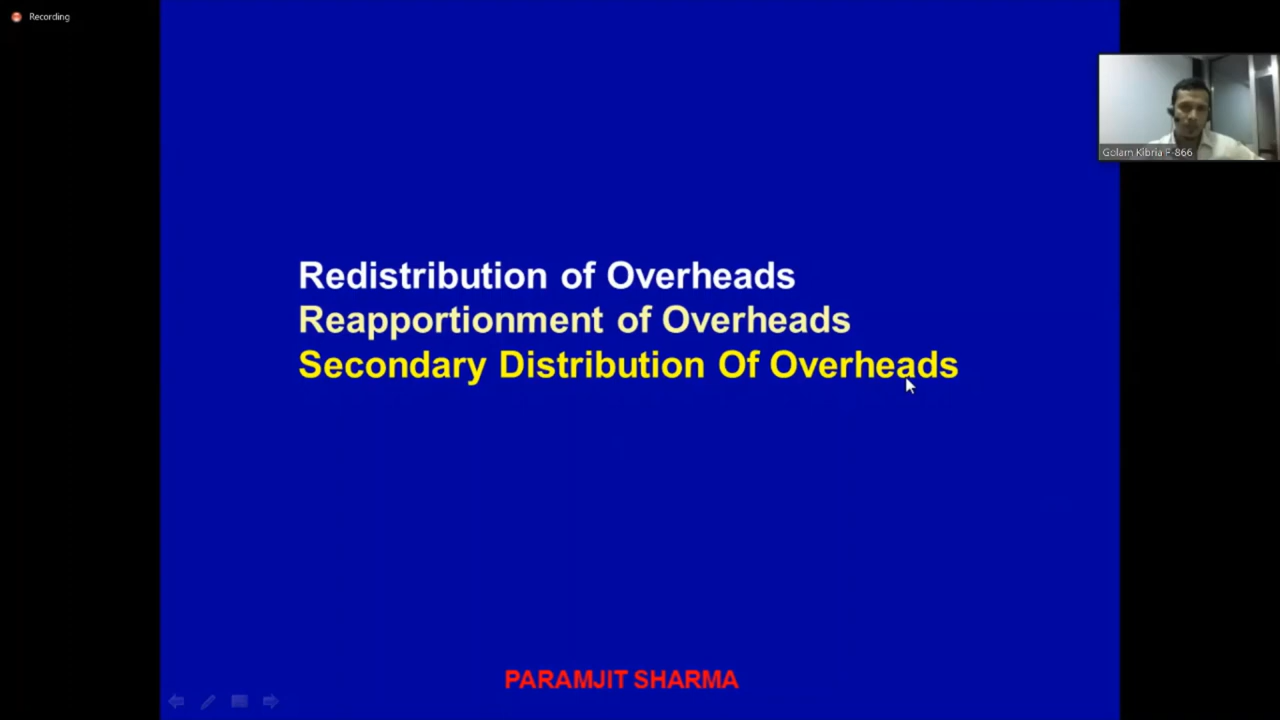 Recording
Golam Kibria F-866
Redistribution of Overheads
Reapportionment of Overheads
Secondary Distribution Of Overheads
PARAMJIT SHARMA